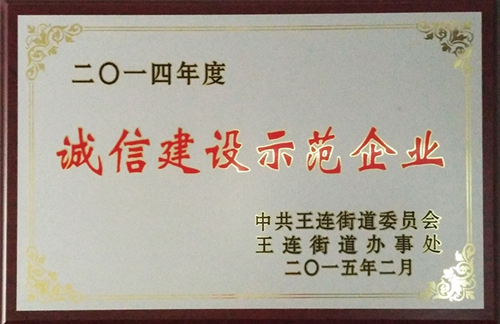 二〇一四年度
诚信建设示范企业
中共王连街道委员会
王连街道办事处
二〇一五年二月